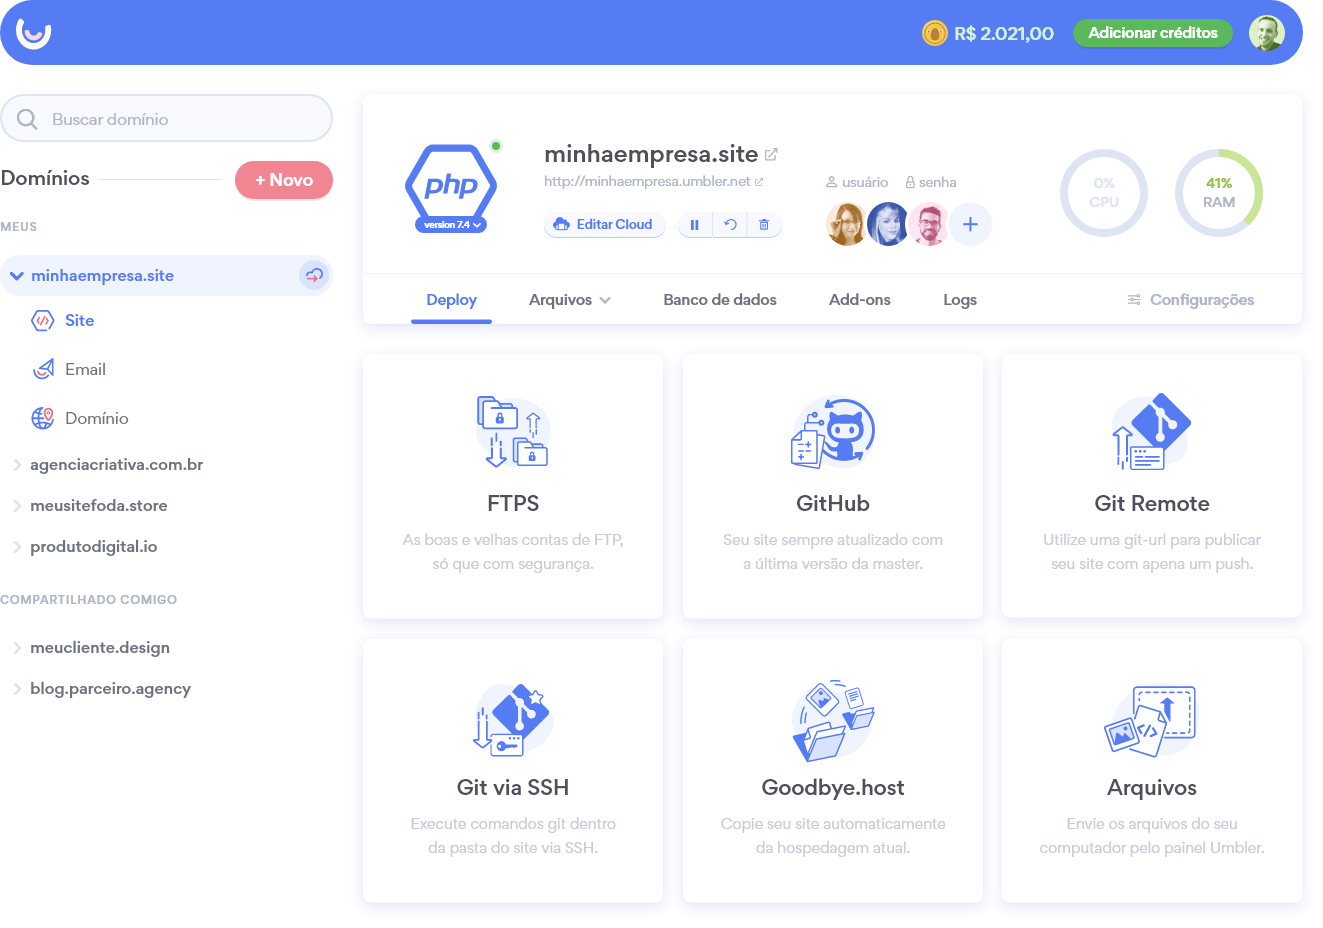 R$ 2.021,00
Adicionar créditos
Buscar domínio
Domínios
+ Novo
MEUS
minhaempresa.site
Site
Email
Domínio
agenciacriativa.com.br
meusitefoda.store
produtodigital.io
COMPARTILHADO COMIGO
meucliente.design
blog.parceiro.agency
php
version 7.4
minhaempresa.site
http://minhaempresa.umbler.net
Editar Cloud
usuário
senha
0%
CPU
41%
RAM
Deploy
Arquivos
Banco de dados
Add-ons
Logs
Configurações
FTPS
As boas e velhas contas de FTP,
só que com segurança.
GitHub
Seu site sempre atualizado com
a última versão da master.
Git Remote
Utilize uma git-url para publicar
seu site com apena um push.
Git via SSH
Execute comandos git dentro
da pasta do site via SSH.
Goodbye.host
Copie seu site automaticamente
da hospedagem atual.
Arquivos
Envie os arquivos do seu
computador pelo painel Umbler.